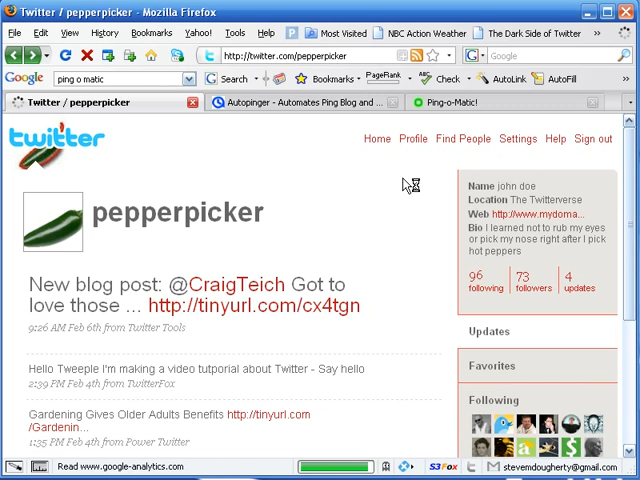 Twitter / pepperpicker - Mozilla Firefox
File Edit View History Bookmarks Yahoo! Tools Help Most Visited NBC Action Weather The Dark Side of Twitter »
http://twitter.com/pepperpicker Google
Google ping o matic Search Bookmarks PageRank Check AutoLink AutoFill »
Twitter / pepperpicker Autopinger - Automates Ping Blog and ... Ping-o-Matic!
twitter
Home Profile Find People Settings Help Sign out
pepperpicker
New blog post: @CraigTeich Got to
love those ... http://tinyurl.com/cx4tgn
9:26 AM Feb 6th from Twitter Tools
Hello Tweeple I'm making a video tutporial about Twitter - Say hello
2:39 PM Feb 4th from TwitterFox
Gardening Gives Older Adults Benefits http://tinyurl.com
/Gardenin...
1:35 PM Feb 4th from Power Twitter
Name john doe
Location The Twitterverse
Web http://www.mydoma...
Bio I learned not to rub my eyes
or pick my nose right after I pick
hot peppers
96 73 4
following followers updates
Updates
Favorites
Following
Read www.google-analytics.com S3Fox stevemdougherty@gmail.com